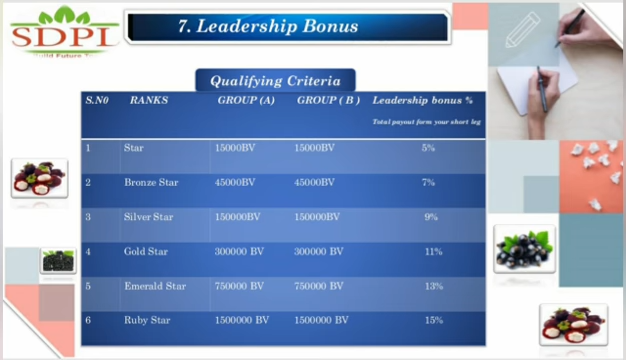 SDPI
uild Future T
7. Leadership Bonus
Qualifying Criteria
S.N0 RANKS GROUP (A) GROUP ( B ) Leadership bonus %
Total payout form your short leg
1 Star 15000BV 15000BV 5%
2 Bronze Star 45000BV 45000BV 7%
3 Silver Star 150000BV 150000BV 9%
4 Gold Star 300000 BV 300000 BV 11%
5 Emerald Star 750000 BV 750000 BV 13%
6 Ruby Star 1500000 BV 1500000 BV 15%